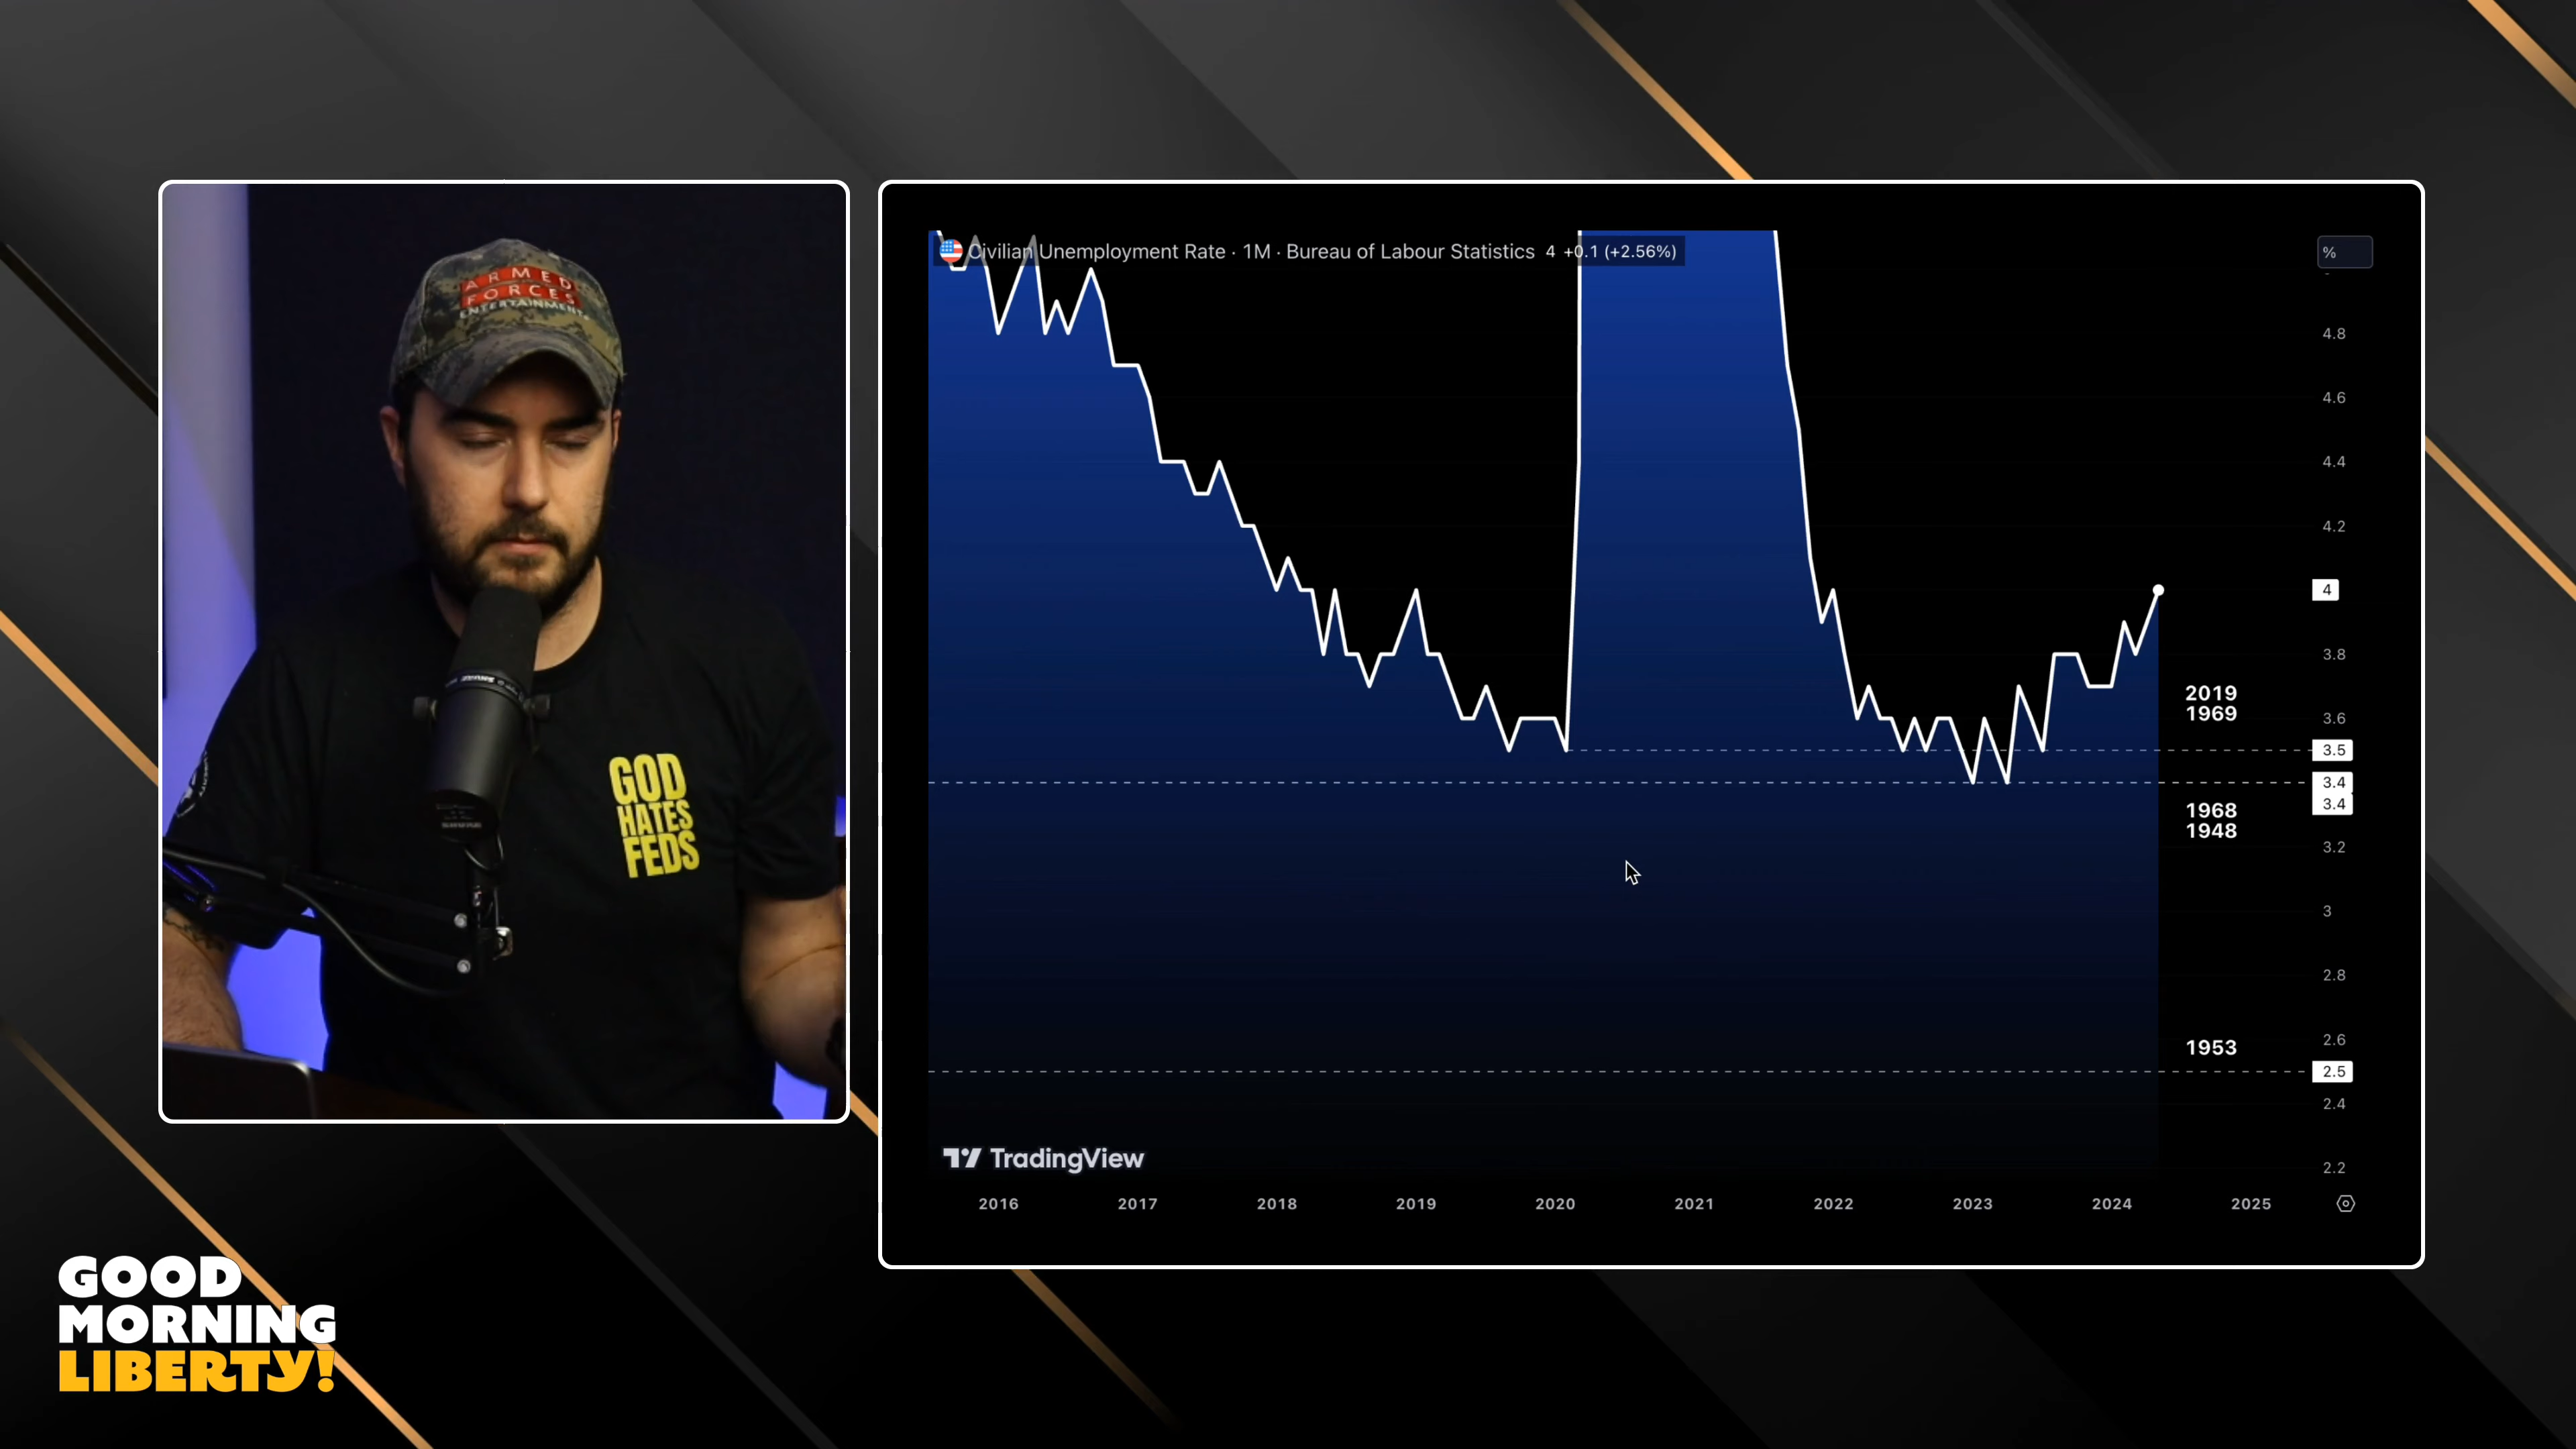 ARMED
FORCES
ENTERTAINMENT
GOD
HATES
FEDS
Civilian Unemployment Rate · 1M · Bureau of Labour Statistics 4 +0.1 (+2.56%)
%
4.8
4.6
4.4
4.2
4
3.8
2019
1969
3.6
3.5
3.4
3.4
1968
1948
3.2
3
2.8
1953
2.6
2.5
2.4
2.2
TradingView
2016 2017 2018 2019 2020 2021 2022 2023 2024 2025
GOOD
MORNING
LIBERTY!